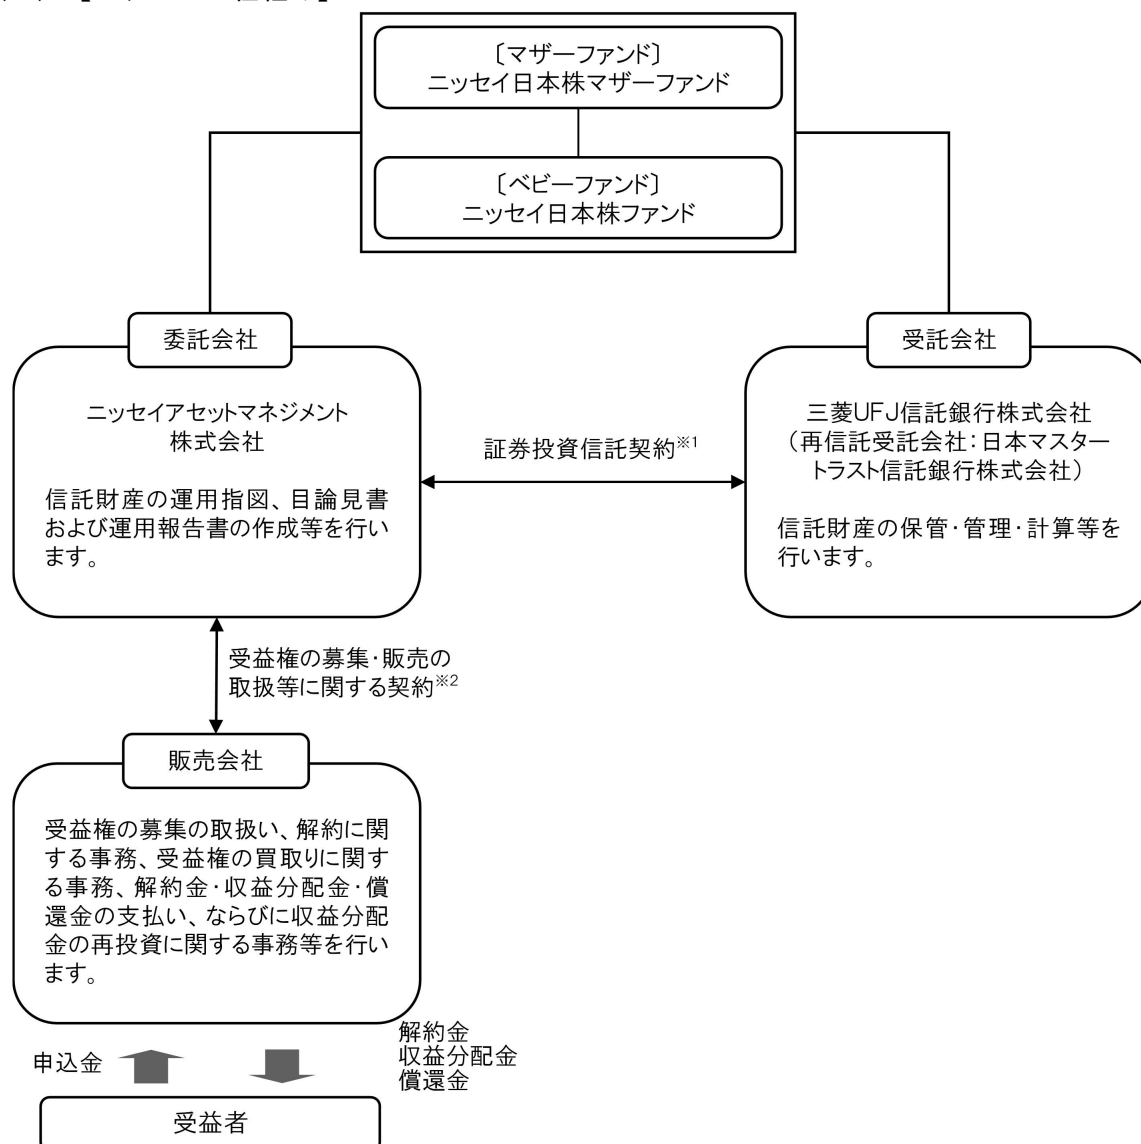 〔マザーファンド〕
ニッセイ日本株マザーファンド
〔ベビーファンド〕
ニッセイ日本株ファンド
委託会社
ニッセイアセットマネジメント
株式会社
信託財産の運用指図、目論見書
および運用報告書の作成等を行い
ます。
証券投資信託契約※1
受託会社
三菱UFJ信託銀行株式会社
（再信託受託会社：日本マスター
トラスト信託銀行株式会社）
信託財産の保管・管理・計算等を
行います。
受益権の募集・販売の
取扱等に関する契約※2
販売会社
受益権の募集の取扱い、解約に関
する事務、受益権の買取りに関す
る事務、解約金・収益分配金・償
還金の支払い、ならびに収益分配
金の再投資に関する事務等を行い
ます。
申込金
解約金
収益分配金
償還金
受益者